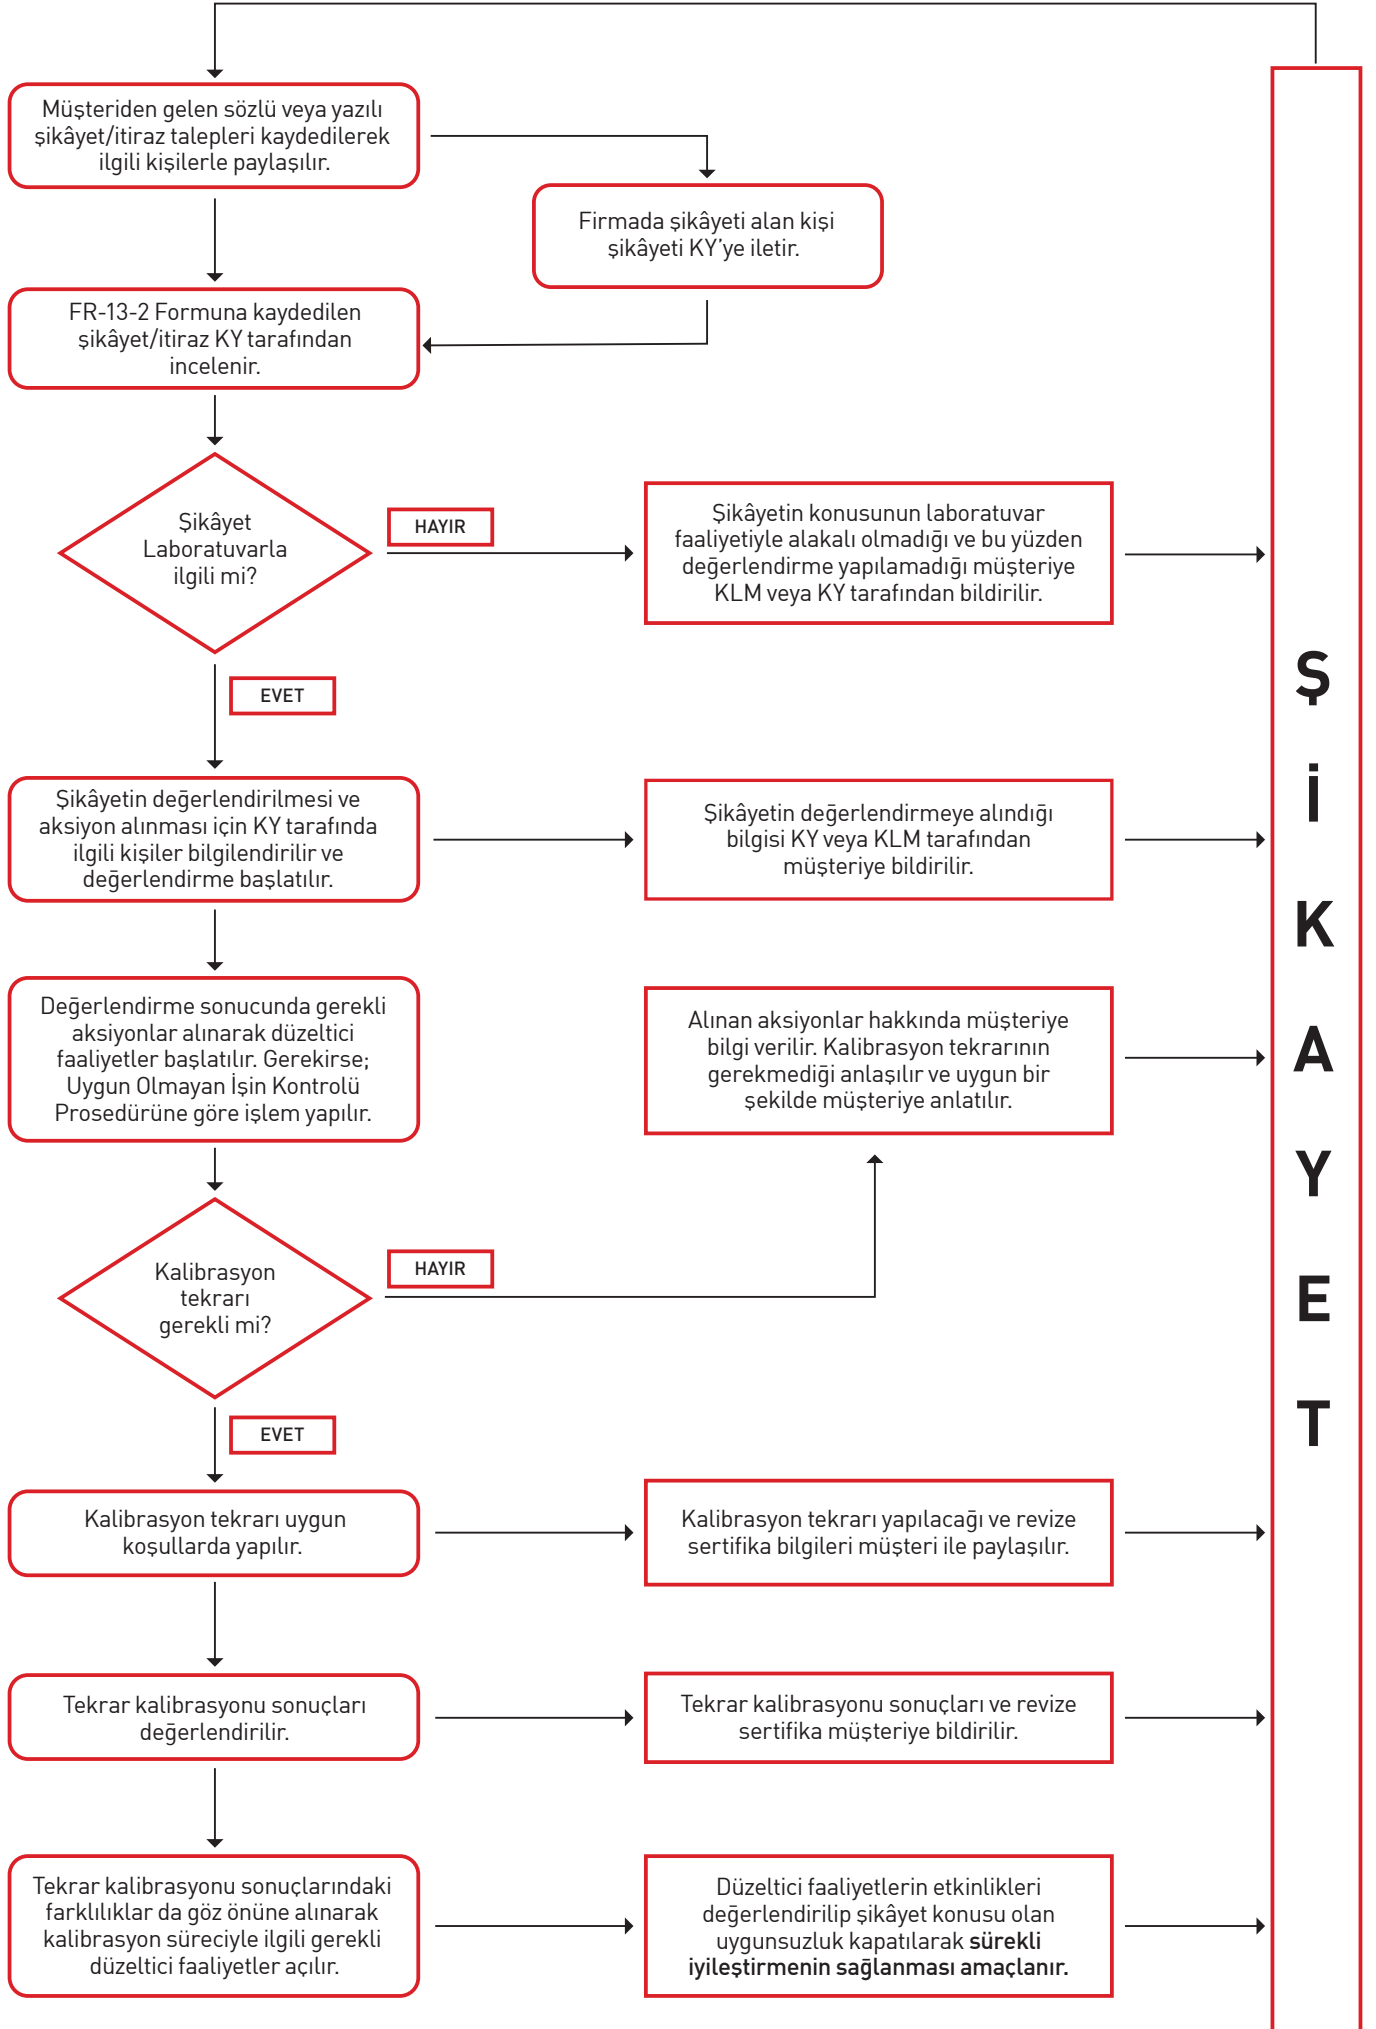 Müşteriden gelen sözlü veya yazılı
şikâyet/itiraz talepleri kaydedilerek
ilgili kişilerle paylaşılır.
Firmada şikâyeti alan kişi
şikâyeti KY’ye iletir.
FR-13-2 Formuna kaydedilen
şikâyet/itiraz KY tarafından
incelenir.
Şikâyet
Laboratuvarla
ilgili mi?
HAYIR
Şikâyetin konusunun laboratuvar
faaliyetiyle alakalı olmadığı ve bu yüzden
değerlendirme yapılamadığı müşteriye
KLM veya KY tarafından bildirilir.
EVET
Şikâyetin değerlendirilmesi ve
aksiyon alınması için KY tarafında
ilgili kişiler bilgilendirilir ve
değerlendirme başlatılır.
Şikâyetin değerlendirmeye alındığı
bilgisi KY veya KLM tarafından
müşteriye bildirilir.
Değerlendirme sonucunda gerekli
aksiyonlar alınarak düzeltici
faaliyetler başlatılır. Gerekirse;
Uygun Olmayan İşin Kontrolü
Prosedürüne göre işlem yapılır.
Alınan aksiyonlar hakkında müşteriye
bilgi verilir. Kalibrasyon tekrarının
gerekmediği anlaşılır ve uygun bir
şekilde müşteriye anlatılır.
Kalibrasyon
tekrarı
gerekli mi?
HAYIR
EVET
Kalibrasyon tekrarı uygun
koşullarda yapılır.
Kalibrasyon tekrarı yapılacağı ve revize
sertifika bilgileri müşteri ile paylaşılır.
Tekrar kalibrasyonu sonuçları
değerlendirilir.
Tekrar kalibrasyonu sonuçları ve revize
sertifika müşteriye bildirilir.
Tekrar kalibrasyonu sonuçlarındaki
farklılıklar da göz önüne alınarak
kalibrasyon süreciyle ilgili gerekli
düzeltici faaliyetler açılır.
Düzeltici faaliyetlerin etkinlikleri
değerlendirilip şikâyet konusu olan
uygunsuzluk kapatılarak sürekli
iyileştirmenin sağlanması amaçlanır.
Ş
İ
K
A
Y
E
T